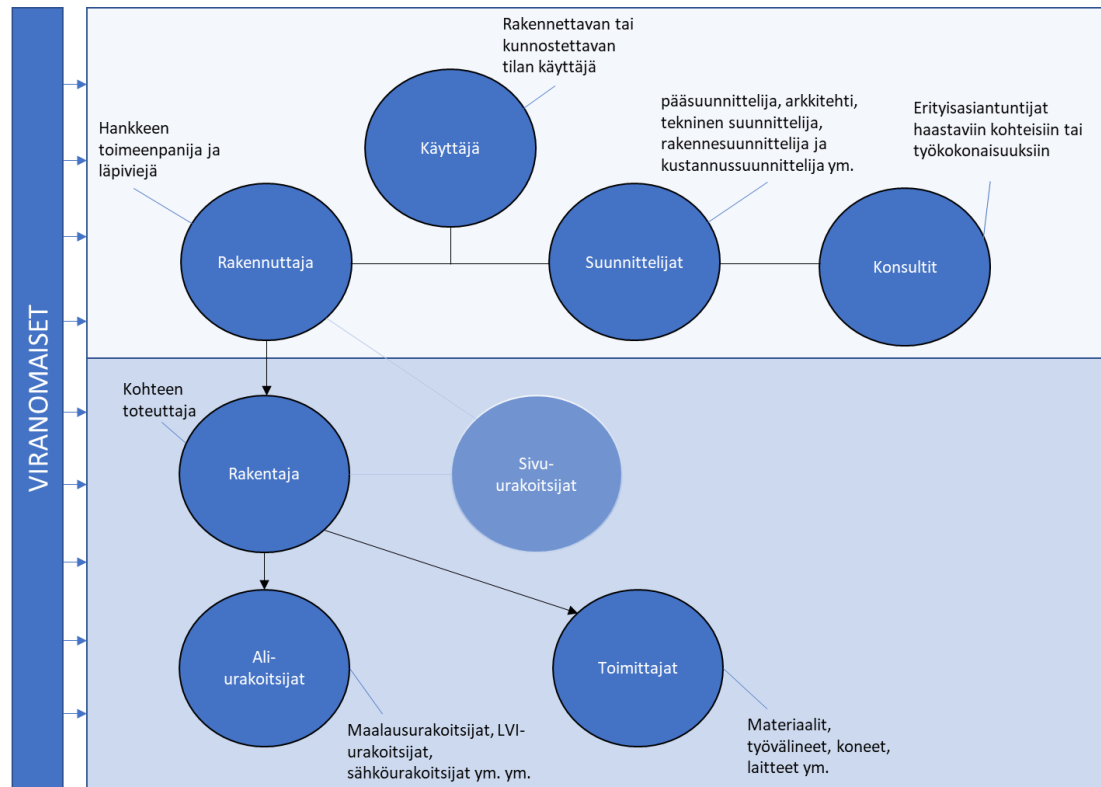 VIRANOMAISET
Rakennettavan tai
kunnostettavan
tilan käyttäjä
Käyttäjä
Hankkeen
toimeenpanija ja
läpiviejä
Rakennuttaja
pääsuunnittelija, arkkitehti,
tekninen suunnittelija,
rakennesuunnittelija ja
kustannussuunnittelija ym.
Suunnittelijat
Erityisasiantuntijat
haastaviin kohteisiin tai
työkokonaisuuksiin
Konsultit
Kohteen
toteuttaja
Rakentaja
Sivu-
urakoitsijat
Ali-
urakoitsijat
Maalausurakoitsijat, LVI-
urakoitsijat,
sähköurakoitsijat ym. ym.
Toimittajat
Materiaalit,
työvälineet, koneet,
laitteet ym.